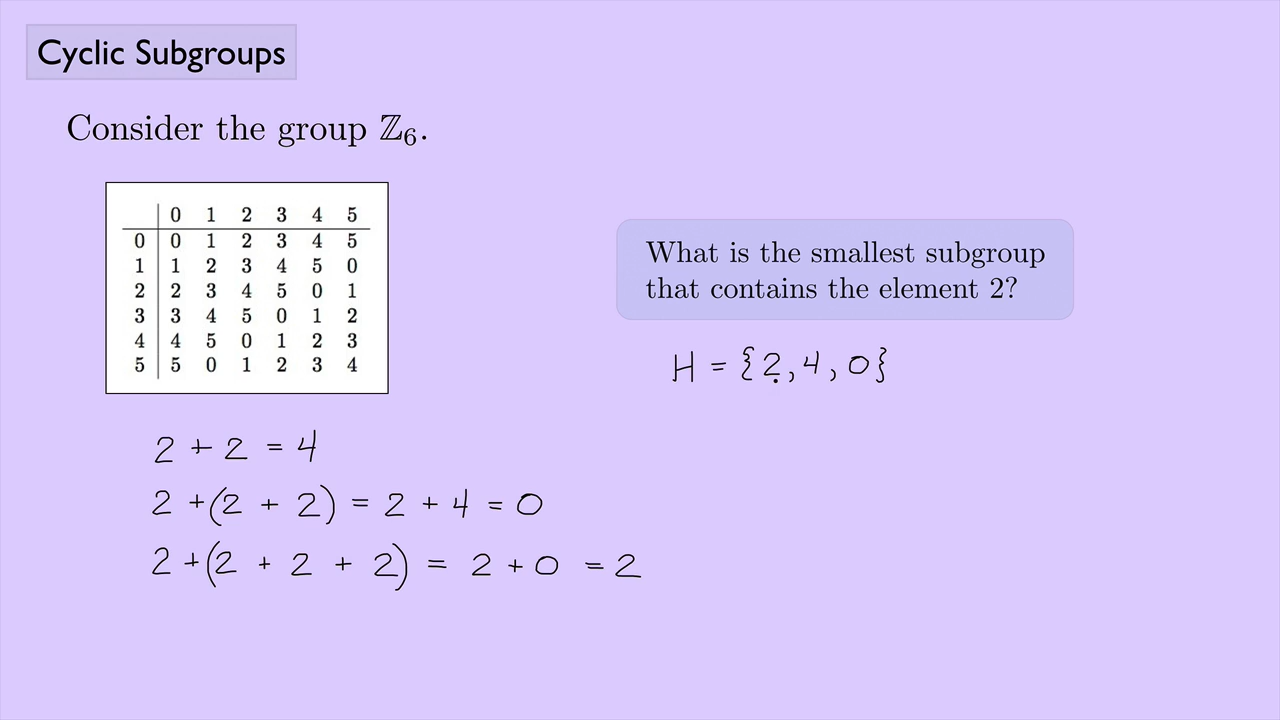 Cyclic Subgroups
Consider the group ℤ₆.
0 1 2 3 4 5
0 0 1 2 3 4 5
1 1 2 3 4 5 0
2 2 3 4 5 0 1
3 3 4 5 0 1 2
4 4 5 0 1 2 3
5 5 0 1 2 3 4
What is the smallest subgroup
that contains the element 2?
H = {2, 4, 0}
2 + 2 = 4
2 + (2 + 2) = 2 + 4 = 0
2 + (2 + 2 + 2) = 2 + 0 = 2